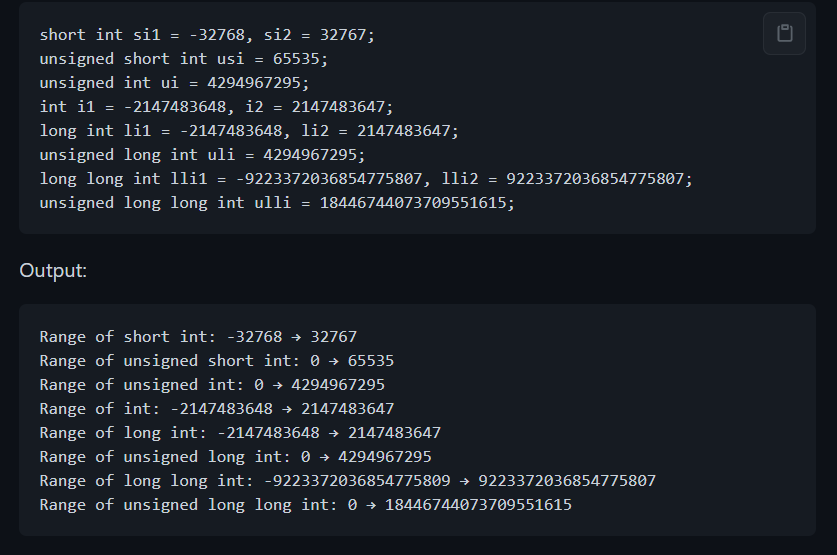 short int si1 = -32768, si2 = 32767;
unsigned short int usi = 65535;
unsigned int ui = 4294967295;
int i1 = -2147483648, i2 = 2147483647;
long int li1 = -2147483648, li2 = 2147483647;
unsigned long int uli = 4294967295;
long long int lli1 = -9223372036854775807, lli2 = 9223372036854775807;
unsigned long long int ulli = 18446744073709551615;
Output:
Range of short int: -32768 → 32767
Range of unsigned short int: 0 → 65535
Range of unsigned int: 0 → 4294967295
Range of int: -2147483648 → 2147483647
Range of long int: -2147483648 → 2147483647
Range of unsigned long int: 0 → 4294967295
Range of long long int: -9223372036854775809 → 9223372036854775807
Range of unsigned long long int: 0 → 18446744073709551615